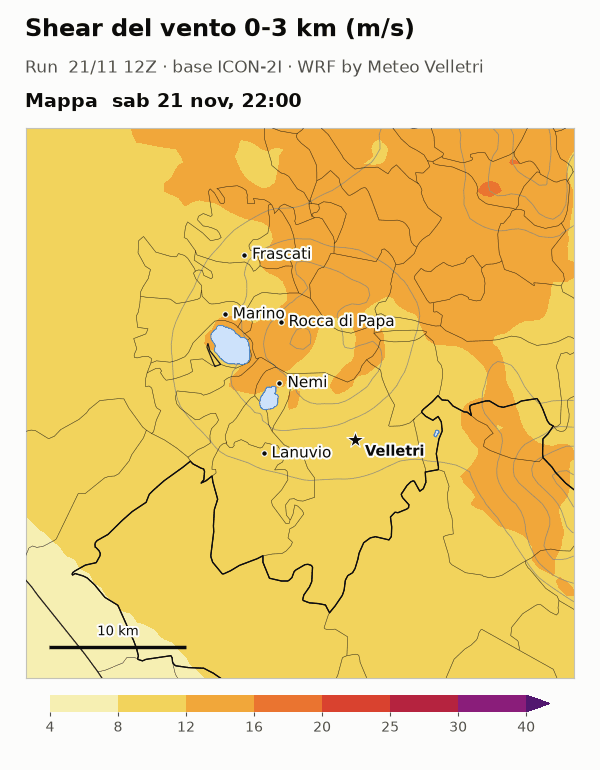 Shear del vento 0-3 km (m/s)
Run  21/11 12Z · base ICON-2I · WRF by Meteo Velletri
Mappa  sab 21 nov, 22:00
Frascati
Marino
Rocca di Papa
Nemi
Velletri
Lanuvio
10 km
4 8 12 16 20 25 30 40